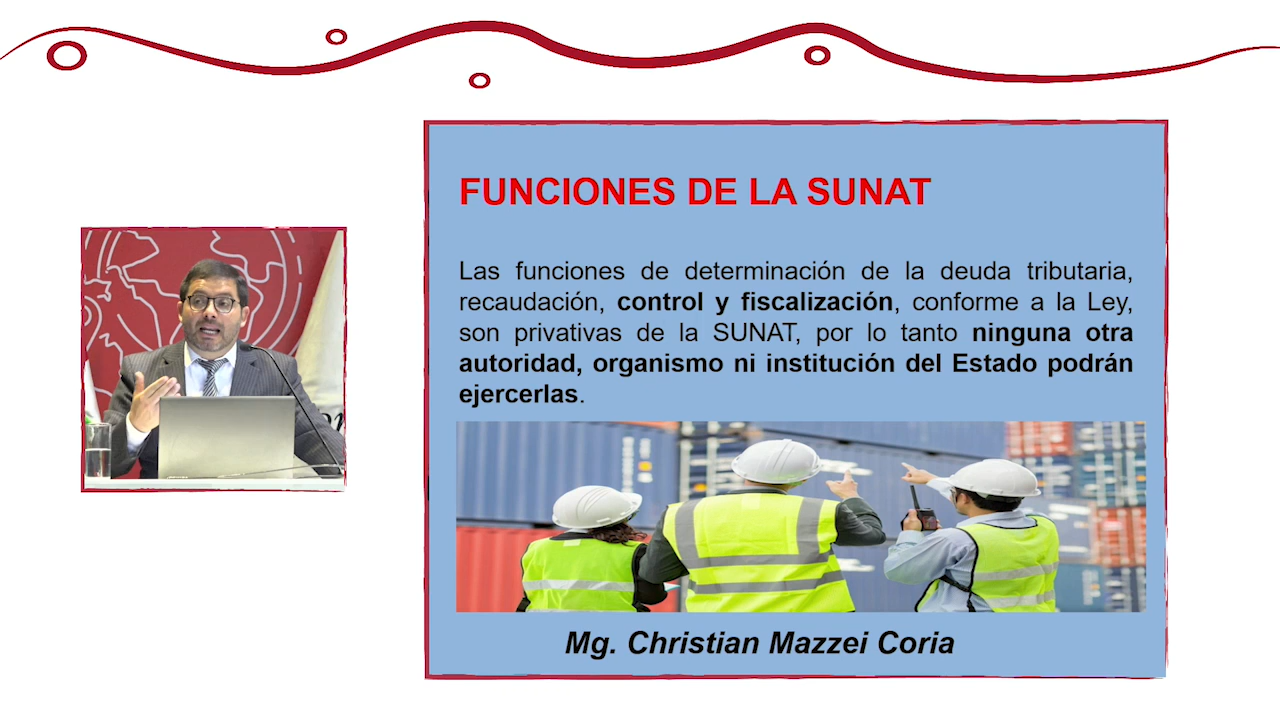 FUNCIONES DE LA SUNAT
Las funciones de determinación de la deuda tributaria,
recaudación, control y fiscalización, conforme a la Ley,
son privativas de la SUNAT, por lo tanto ninguna otra
autoridad, organismo ni institución del Estado podrán
ejercerlas.
Mg. Christian Mazzei Coria